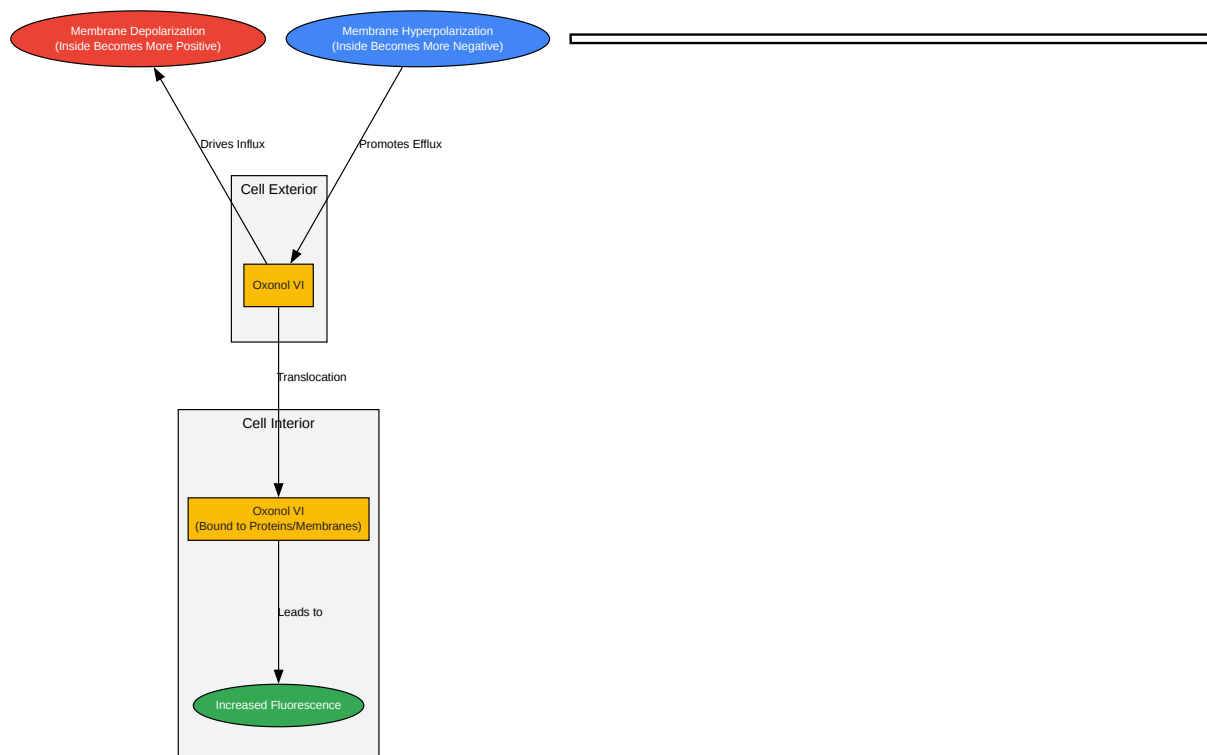 Membrane Depolarization
(Inside Becomes More Positive)
Membrane Hyperpolarization
(Inside Becomes More Negative)
Drives Influx
Promotes Efflux
Cell Exterior
Oxonol VI
Translocation
Cell Interior
Oxonol VI
(Bound to Proteins/Membranes)
Leads to
Increased Fluorescence